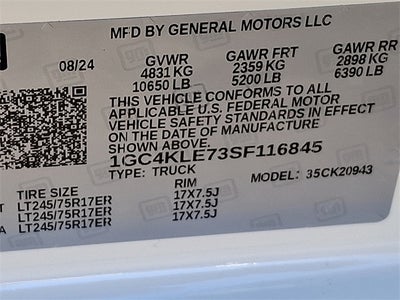 MFD BY GENERAL MOTORS LLC
08/24 GVWR GAWR FRT GAWR RR
4831 KG 2359 KG 2898 KG
10650 LB 5200 LB 6390 LB
THIS VEHICLE CONFORMS TO ALL
APPLICABLE U.S. FEDERAL MOTOR
VEHICLE SAFETY STANDARDS IN EFFECT
ON THE DATE OF MANUFACTURE
SHOWN ABOVE.
1GC4KLE73SF116845
TYPE: TRUCK MODEL: 35CK20943
TIRE SIZE RIM
LT245/75R17ER 17X7.5J
LT245/75R17ER 17X7.5J
LT245/75R17ER 17X7.5J